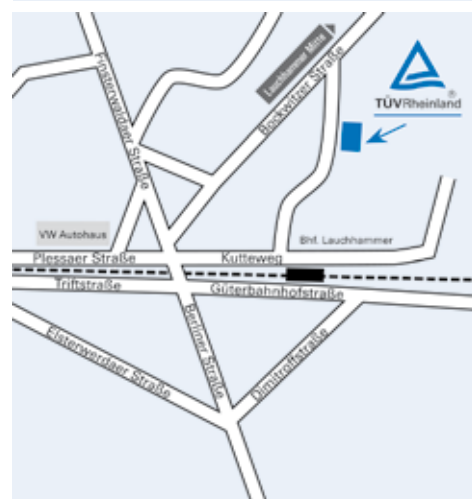 Finsterwaldaer Straße
Lauchhammer Mitte
Bockwitzer Straße
®
TÜVRheinland
VW Autohaus
Bhf. Lauchhammer
Plessaer Straße
Kutteweg
Triftstraße
Güterbahnhofstraße
Berliner Straße
Elsterwerdaer Straße
Dimitroffstraße